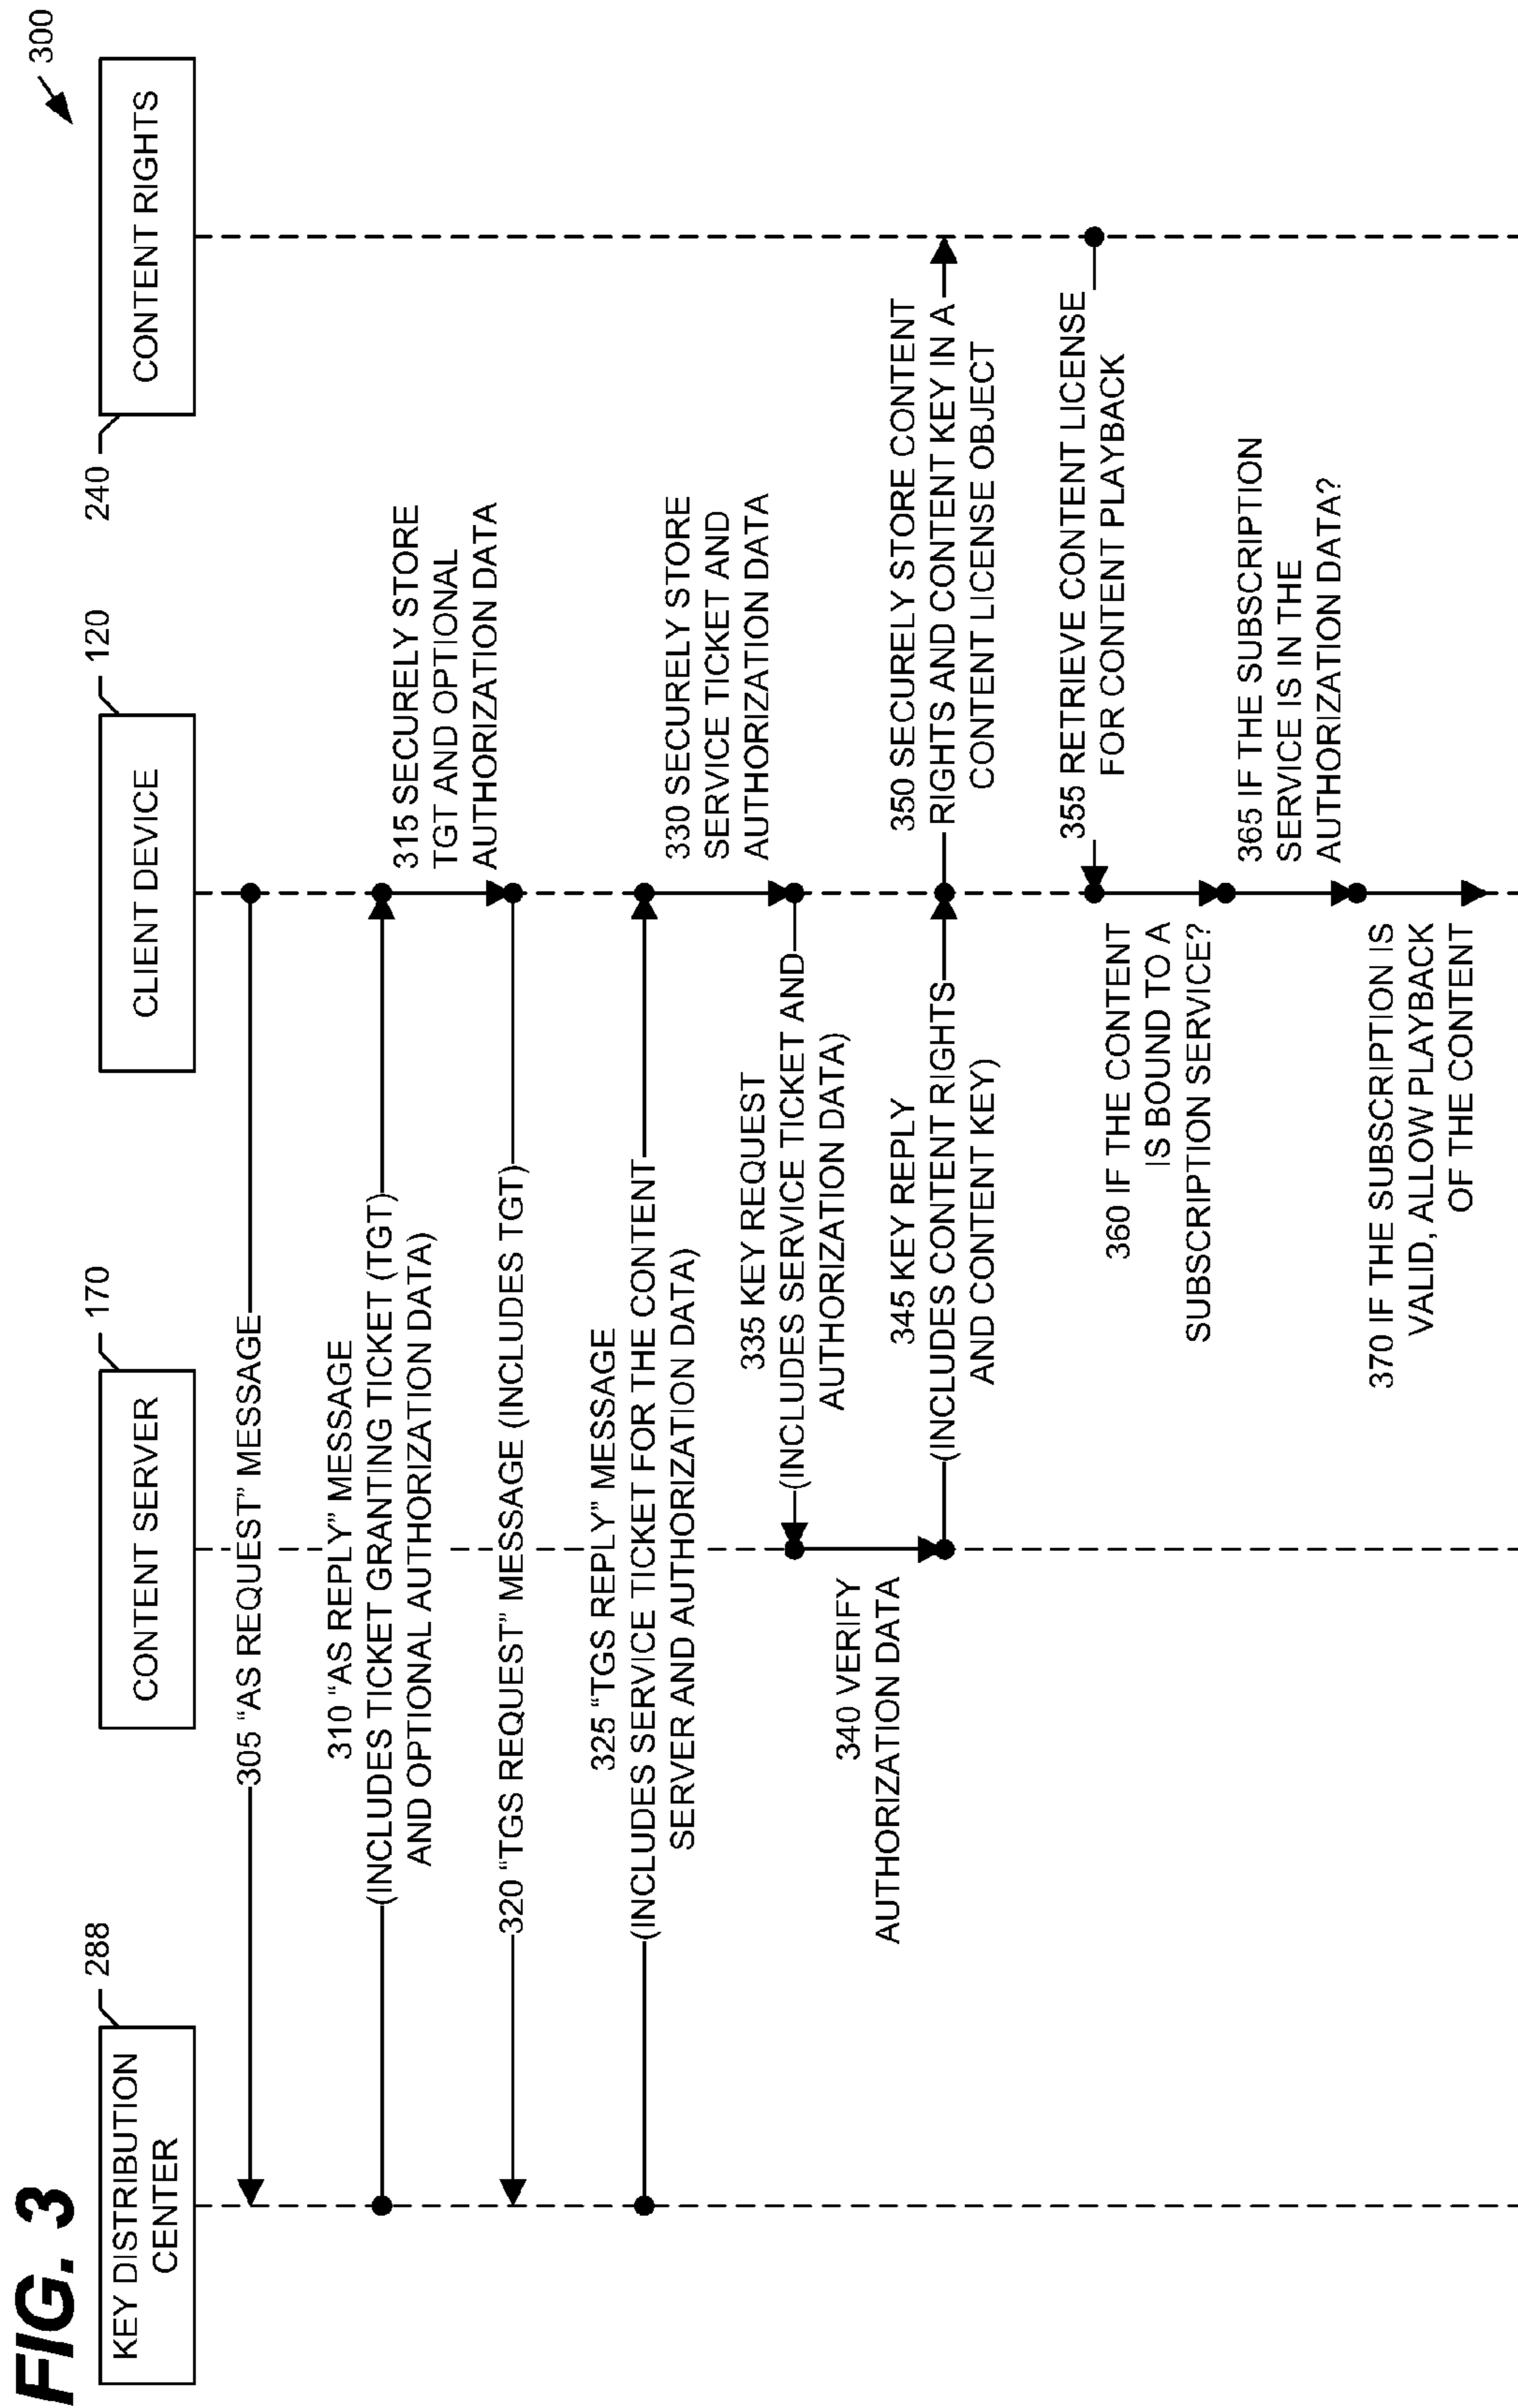 FIG. 3
300
KEY DISTRIBUTION
CENTER
288
CONTENT SERVER
170
CLIENT DEVICE
120
CONTENT RIGHTS
240
305 “AS REQUEST” MESSAGE
310 “AS REPLY” MESSAGE
(INCLUDES TICKET GRANTING TICKET (TGT)
AND OPTIONAL AUTHORIZATION DATA)
315 SECURELY STORE
TGT AND OPTIONAL
AUTHORIZATION DATA
320 “TGS REQUEST” MESSAGE (INCLUDES TGT)
325 “TGS REPLY” MESSAGE
(INCLUDES SERVICE TICKET FOR THE CONTENT
SERVER AND AUTHORIZATION DATA)
330 SECURELY STORE
SERVICE TICKET AND
AUTHORIZATION DATA
335 KEY REQUEST
(INCLUDES SERVICE TICKET AND
AUTHORIZATION DATA)
340 VERIFY
AUTHORIZATION DATA
345 KEY REPLY
(INCLUDES CONTENT RIGHTS
AND CONTENT KEY)
350 SECURELY STORE CONTENT
RIGHTS AND CONTENT KEY IN A
CONTENT LICENSE OBJECT
355 RETRIEVE CONTENT LICENSE
FOR CONTENT PLAYBACK
360 IF THE CONTENT
IS BOUND TO A
SUBSCRIPTION SERVICE?
365 IF THE SUBSCRIPTION
SERVICE IS IN THE
AUTHORIZATION DATA?
370 IF THE SUBSCRIPTION IS
VALID, ALLOW PLAYBACK
OF THE CONTENT